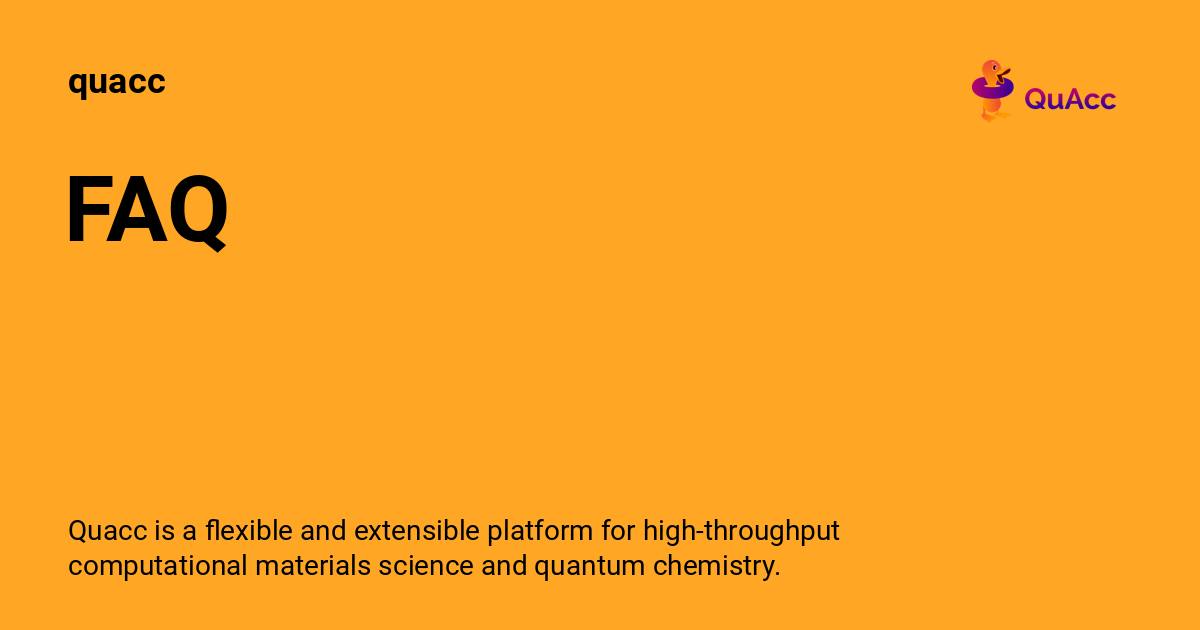 quacc
QuAcc
FAQ
Quacc is a flexible and extensible platform for high-throughput
computational materials science and quantum chemistry.